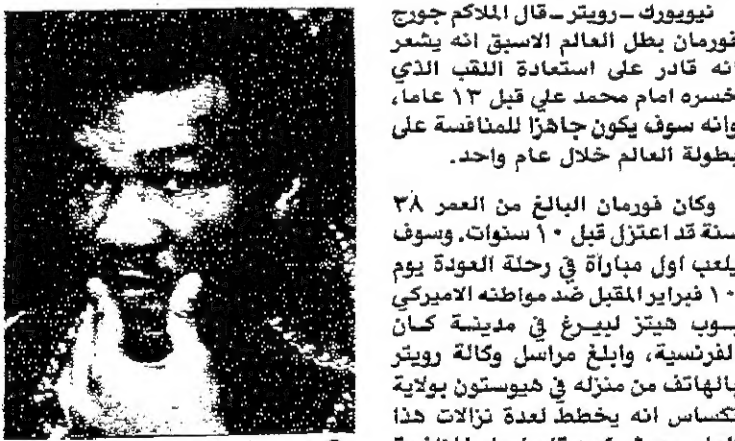 نيويورك - رويتر - قال الملاكم جورج
فورمان بطل العالم الاسبق انه يشعر
انه قادر على استعادة اللقب الذي
خسره امام محمد علي قبل ١٣ عاما،
وانه سوف يكون جاهزا للمنافسة على
بطولة العالم خلال عام واحد.
وكان فورمان البالغ من العمر ٣٨
سنة قد اعتزل قبل ١٠ سنوات. وسوف
يلعب اول مباراة في رحلة العودة يوم
١٠ فبراير المقبل ضد مواطنه الاميركي
بوب هيتز لبيرغ في مدينة كان
الفرنسية، وابلغ مراسل وكالة رويتر
بالهاتف من منزله في هيوستون بولاية
تكساس انه يخطط لعدة نزالات هذا